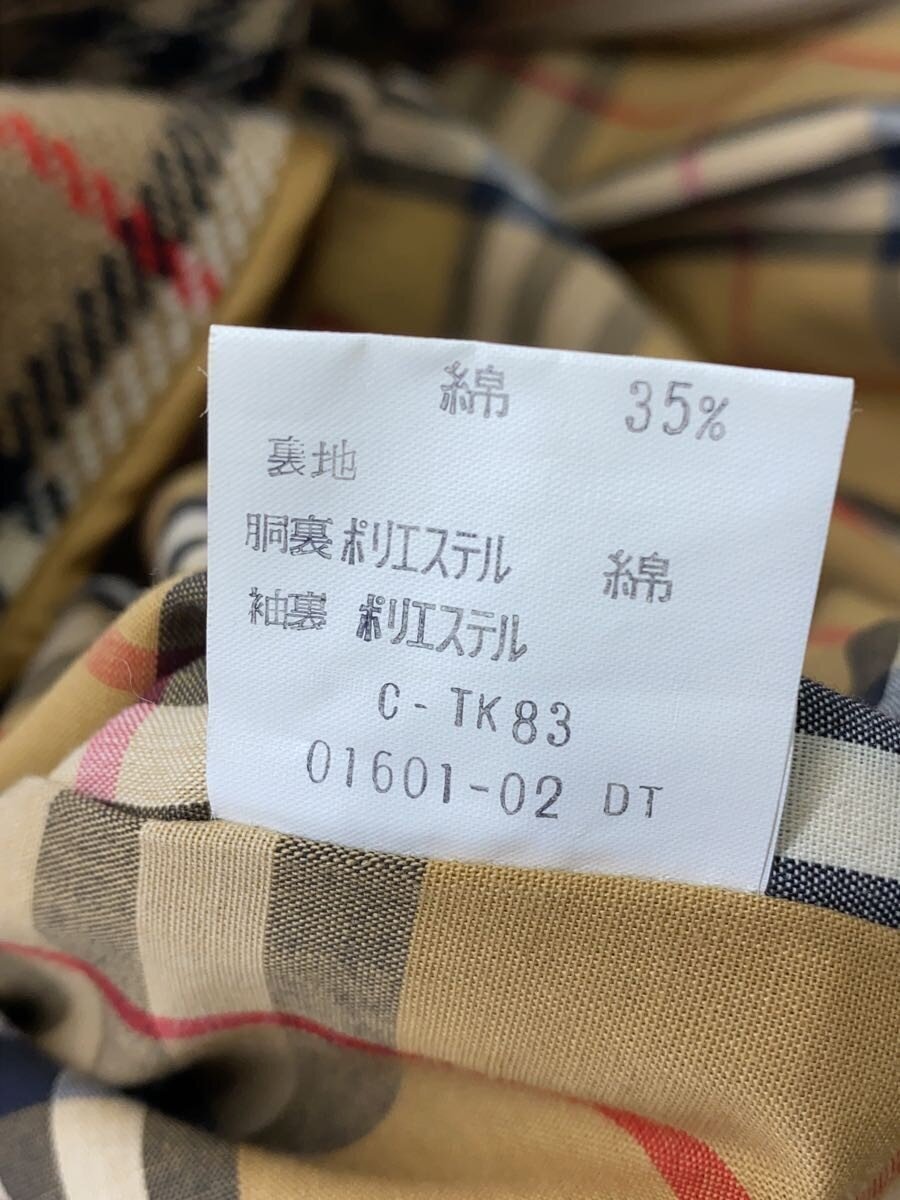 綿 35%
裏地
胴裏 ポリエステル 綿
袖裏 ポリエステル
C-TK83
01601-02 DT